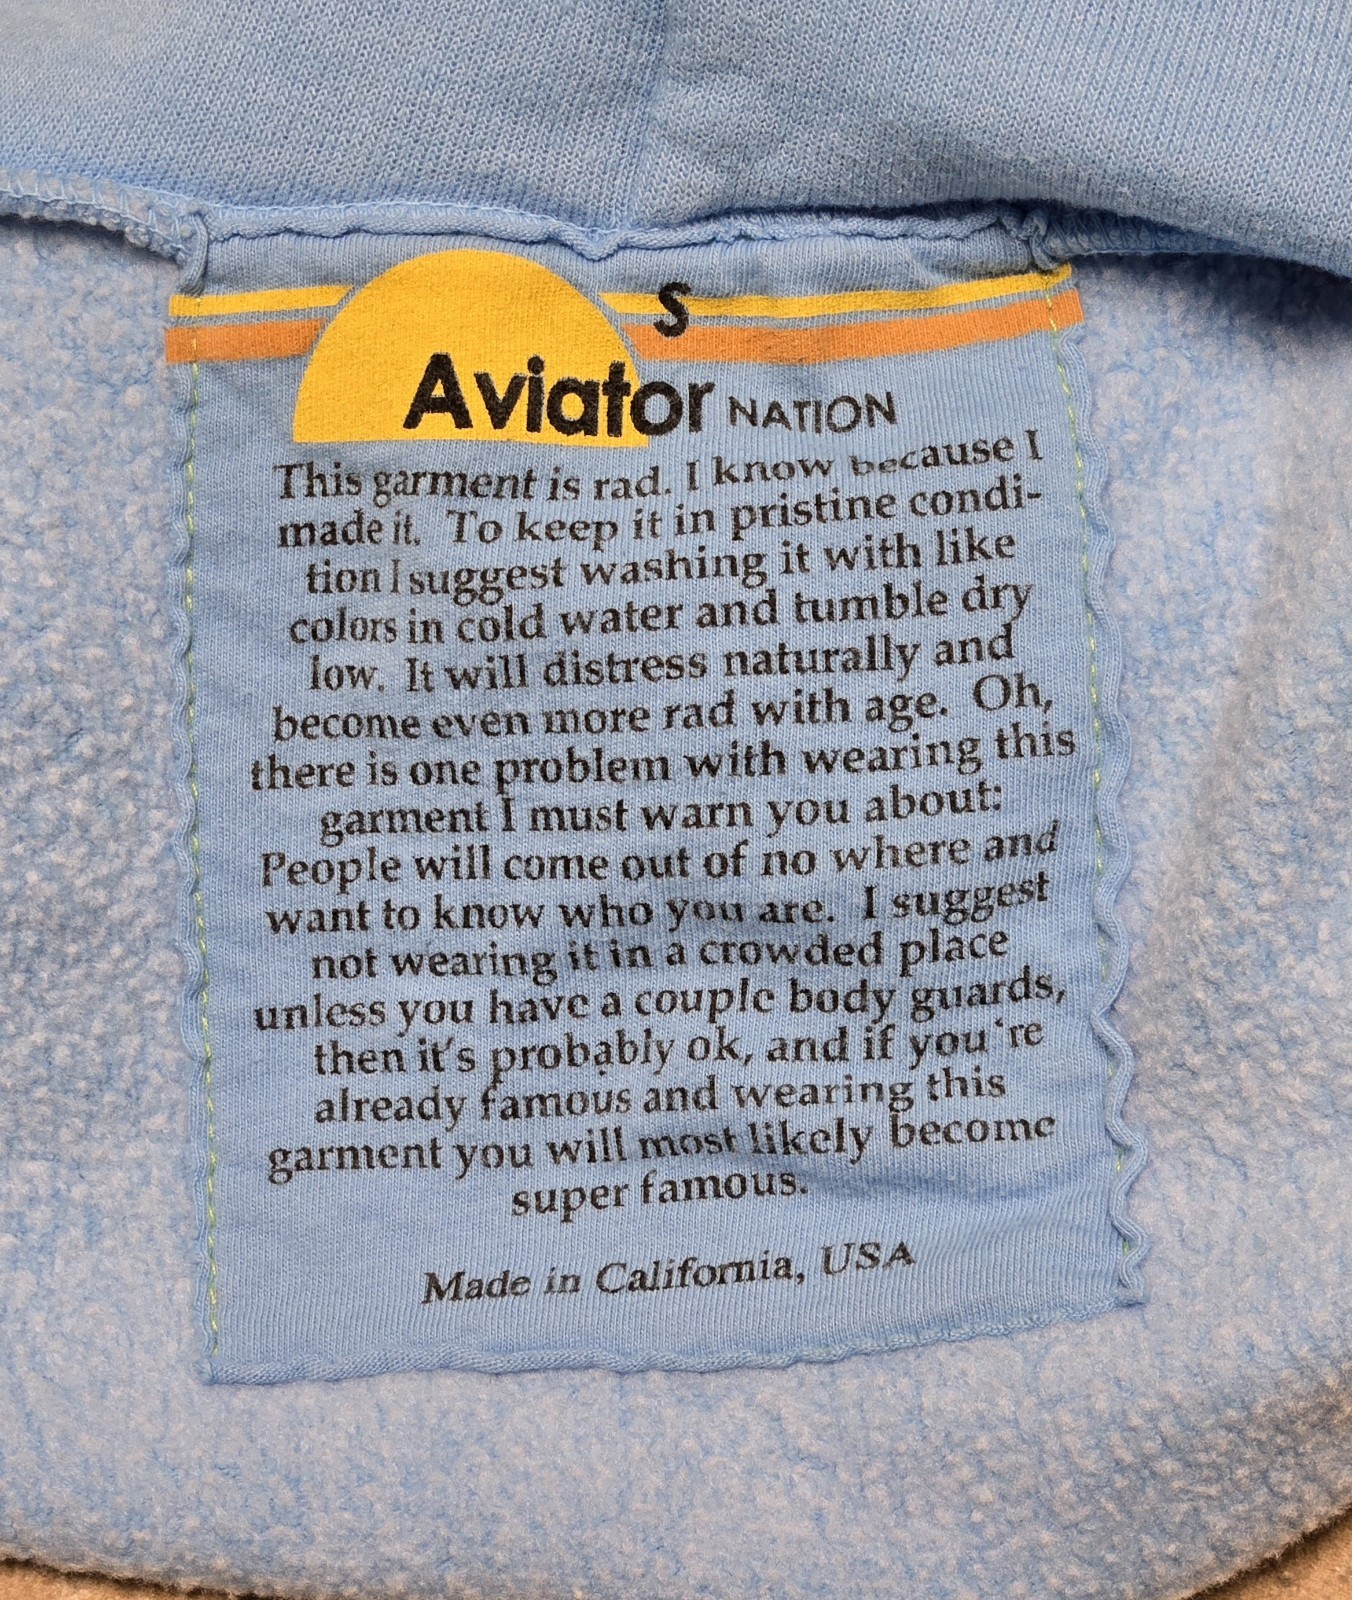 S
Aviator NATION
This garment is rad. I know because I
made it. To keep it in pristine condi-
tion I suggest washing it with like
colors in cold water and tumble dry
low. It will distress naturally and
become even more rad with age. Oh,
there is one problem with wearing this
garment I must warn you about:
People will come out of no where and
want to know who you are. I suggest
not wearing it in a crowded place
unless you have a couple body guards,
then it's probably ok, and if you're
already famous and wearing this
garment you will most likely become
super famous.
Made in California, USA